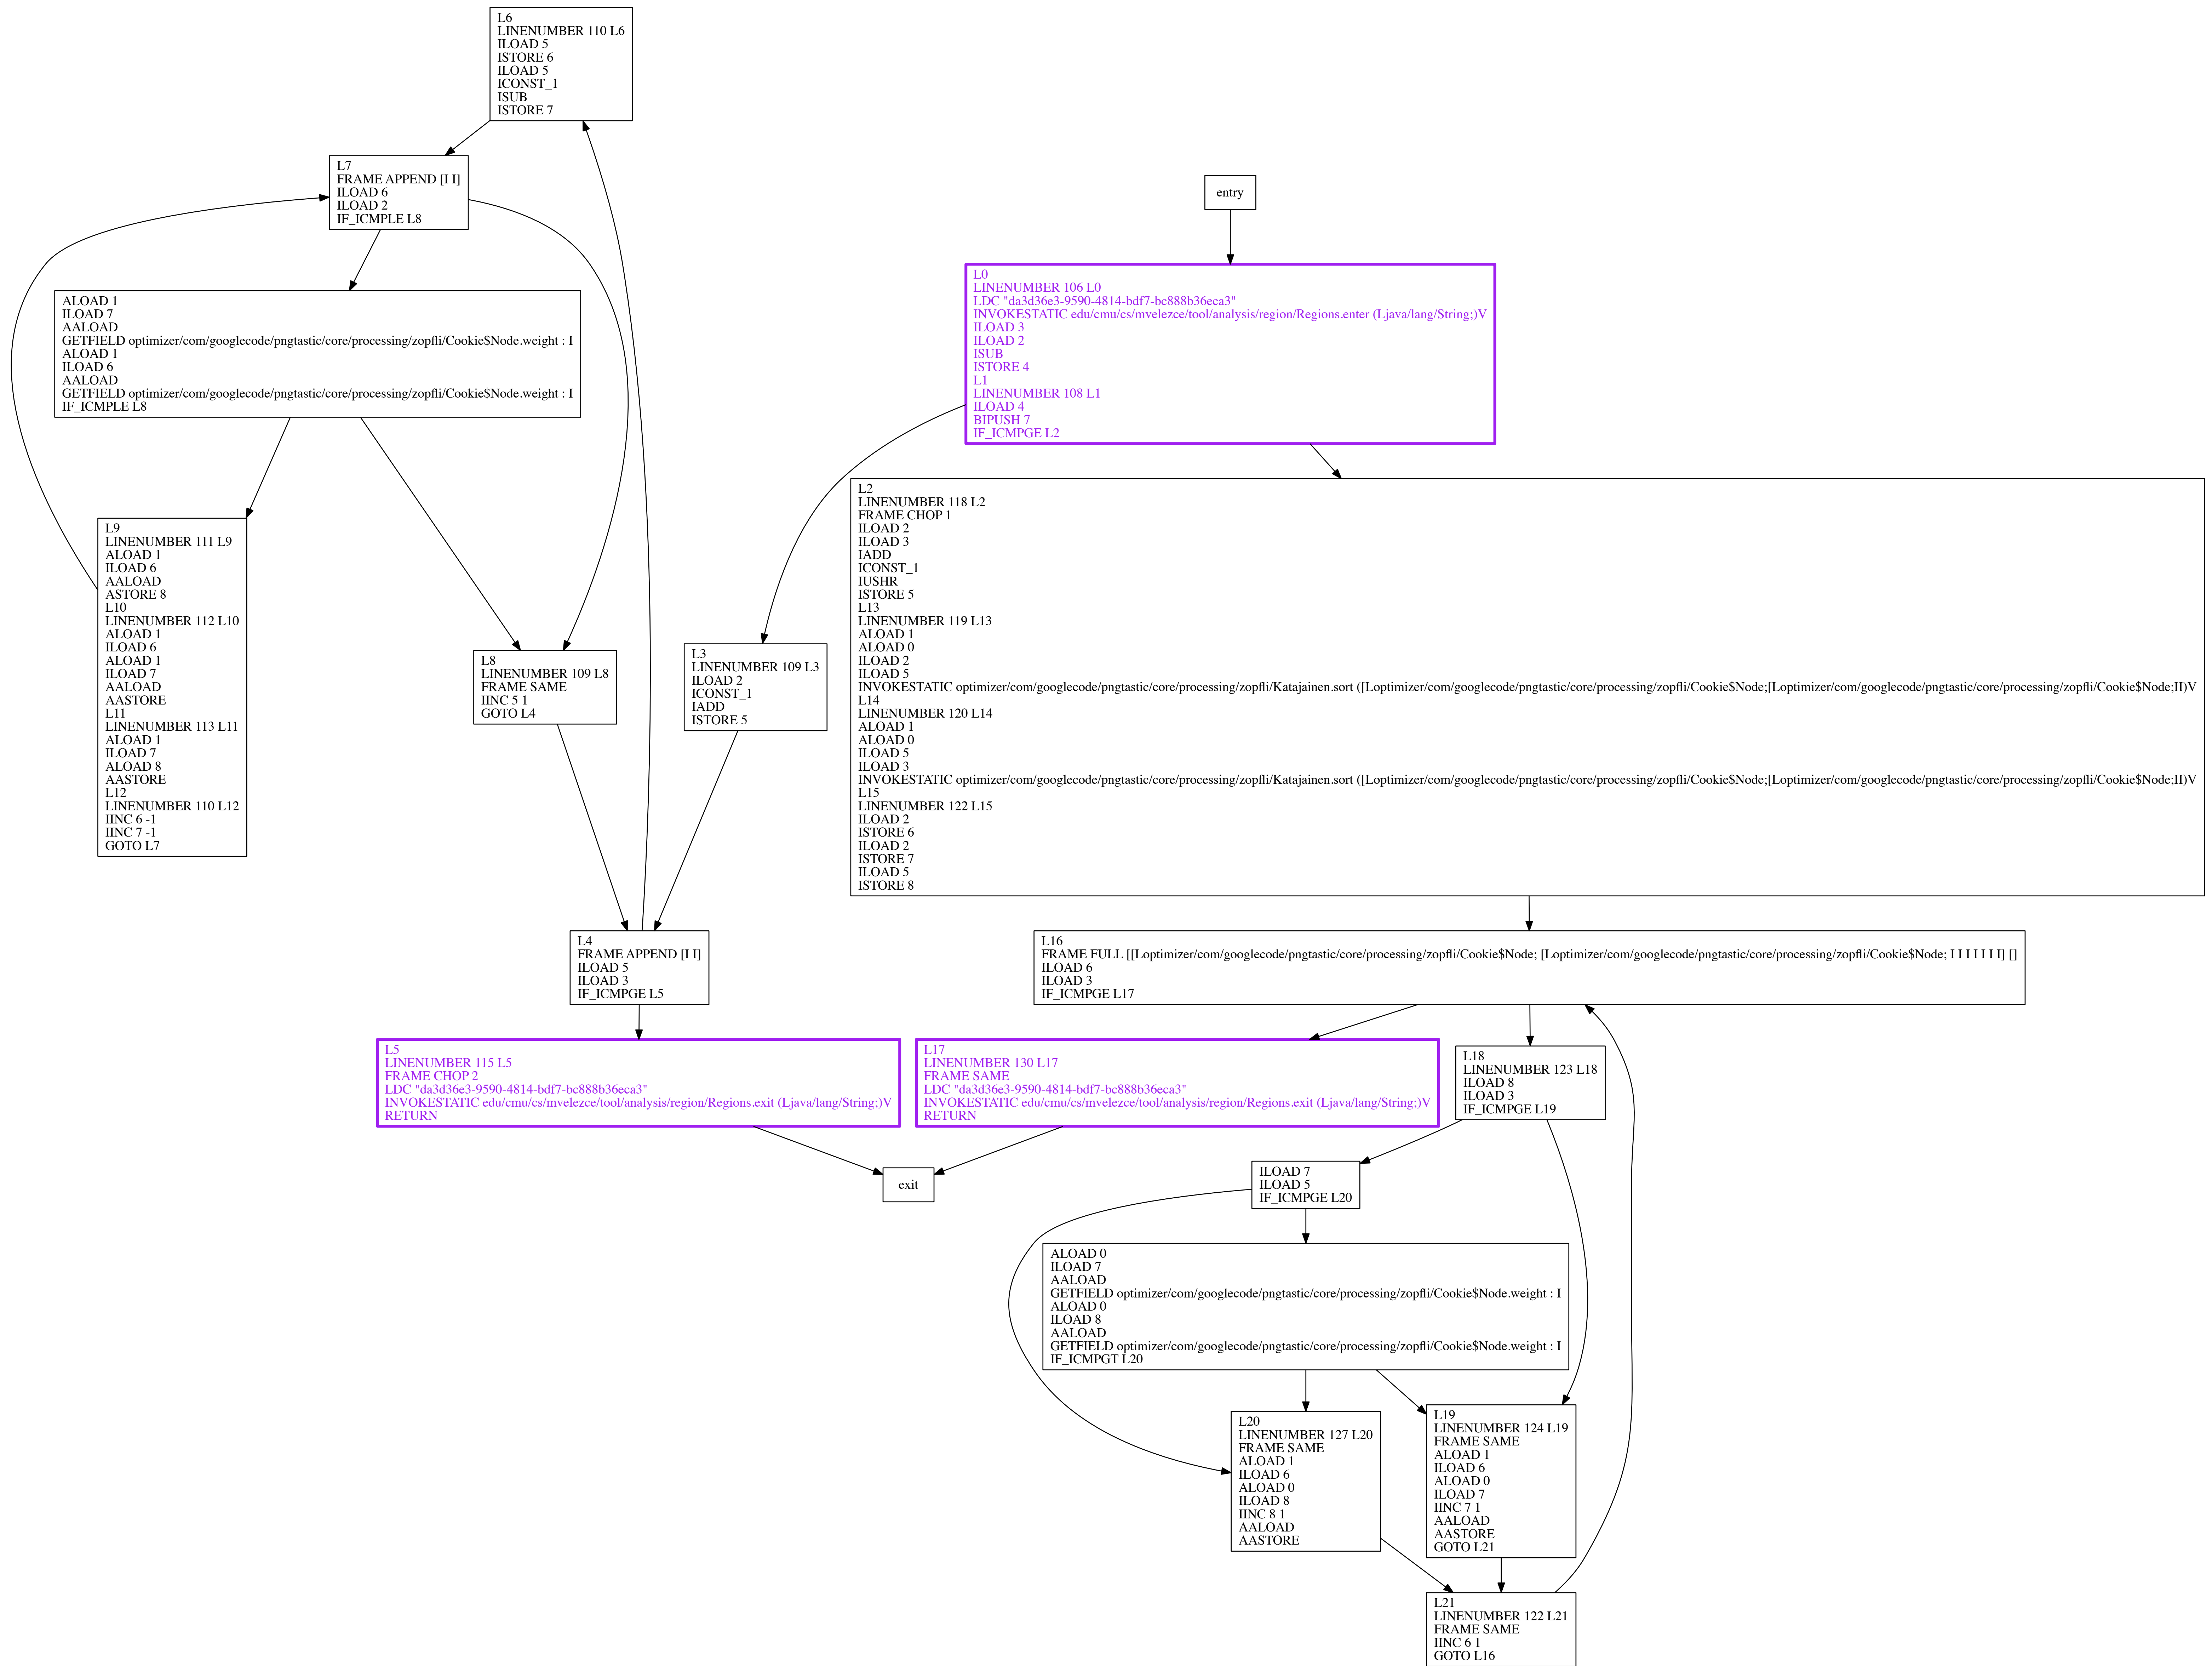 L6
LINENUMBER 110 L6
ILOAD 5
ISTORE 6
ILOAD 5
ICONST_1
ISUB
ISTORE 7
L7
FRAME APPEND [I I]
ILOAD 6
ILOAD 2
IF_ICMPLE L8
entry
ALOAD 1
ILOAD 7
AALOAD
GETFIELD optimizer/com/googlecode/pngtastic/core/processing/zopfli/Cookie$Node.weight : I
ALOAD 1
ILOAD 6
AALOAD
GETFIELD optimizer/com/googlecode/pngtastic/core/processing/zopfli/Cookie$Node.weight : I
IF_ICMPLE L8
L0
LINENUMBER 106 L0
LDC "da3d36e3-9590-4814-bdf7-bc888b36eca3"
INVOKESTATIC edu/cmu/cs/mvelezce/tool/analysis/region/Regions.enter (Ljava/lang/String;)V
ILOAD 3
ILOAD 2
ISUB
ISTORE 4
L1
LINENUMBER 108 L1
ILOAD 4
BIPUSH 7
IF_ICMPGE L2
L9
LINENUMBER 111 L9
ALOAD 1
ILOAD 6
AALOAD
ASTORE 8
L10
LINENUMBER 112 L10
ALOAD 1
ILOAD 6
ALOAD 1
ILOAD 7
AALOAD
AASTORE
L11
LINENUMBER 113 L11
ALOAD 1
ILOAD 7
ALOAD 8
AASTORE
L12
LINENUMBER 110 L12
IINC 6 -1
IINC 7 -1
GOTO L7
L8
LINENUMBER 109 L8
FRAME SAME
IINC 5 1
GOTO L4
L3
LINENUMBER 109 L3
ILOAD 2
ICONST_1
IADD
ISTORE 5
L2
LINENUMBER 118 L2
FRAME CHOP 1
ILOAD 2
ILOAD 3
IADD
ICONST_1
IUSHR
ISTORE 5
L13
LINENUMBER 119 L13
ALOAD 1
ALOAD 0
ILOAD 2
ILOAD 5
INVOKESTATIC optimizer/com/googlecode/pngtastic/core/processing/zopfli/Katajainen.sort ([Loptimizer/com/googlecode/pngtastic/core/processing/zopfli/Cookie$Node;[Loptimizer/com/googlecode/pngtastic/core/processing/zopfli/Cookie$Node;II)V
L14
LINENUMBER 120 L14
ALOAD 1
ALOAD 0
ILOAD 5
ILOAD 3
INVOKESTATIC optimizer/com/googlecode/pngtastic/core/processing/zopfli/Katajainen.sort ([Loptimizer/com/googlecode/pngtastic/core/processing/zopfli/Cookie$Node;[Loptimizer/com/googlecode/pngtastic/core/processing/zopfli/Cookie$Node;II)V
L15
LINENUMBER 122 L15
ILOAD 2
ISTORE 6
ILOAD 2
ISTORE 7
ILOAD 5
ISTORE 8
L4
FRAME APPEND [I I]
ILOAD 5
ILOAD 3
IF_ICMPGE L5
L16
FRAME FULL [[Loptimizer/com/googlecode/pngtastic/core/processing/zopfli/Cookie$Node; [Loptimizer/com/googlecode/pngtastic/core/processing/zopfli/Cookie$Node; I I I I I I I] []
ILOAD 6
ILOAD 3
IF_ICMPGE L17
L5
LINENUMBER 115 L5
FRAME CHOP 2
LDC "da3d36e3-9590-4814-bdf7-bc888b36eca3"
INVOKESTATIC edu/cmu/cs/mvelezce/tool/analysis/region/Regions.exit (Ljava/lang/String;)V
RETURN
L17
LINENUMBER 130 L17
FRAME SAME
LDC "da3d36e3-9590-4814-bdf7-bc888b36eca3"
INVOKESTATIC edu/cmu/cs/mvelezce/tool/analysis/region/Regions.exit (Ljava/lang/String;)V
RETURN
L18
LINENUMBER 123 L18
ILOAD 8
ILOAD 3
IF_ICMPGE L19
exit
ILOAD 7
ILOAD 5
IF_ICMPGE L20
ALOAD 0
ILOAD 7
AALOAD
GETFIELD optimizer/com/googlecode/pngtastic/core/processing/zopfli/Cookie$Node.weight : I
ALOAD 0
ILOAD 8
AALOAD
GETFIELD optimizer/com/googlecode/pngtastic/core/processing/zopfli/Cookie$Node.weight : I
IF_ICMPGT L20
L20
LINENUMBER 127 L20
FRAME SAME
ALOAD 1
ILOAD 6
ALOAD 0
ILOAD 8
IINC 8 1
AALOAD
AASTORE
L19
LINENUMBER 124 L19
FRAME SAME
ALOAD 1
ILOAD 6
ALOAD 0
ILOAD 7
IINC 7 1
AALOAD
AASTORE
GOTO L21
L21
LINENUMBER 122 L21
FRAME SAME
IINC 6 1
GOTO L16